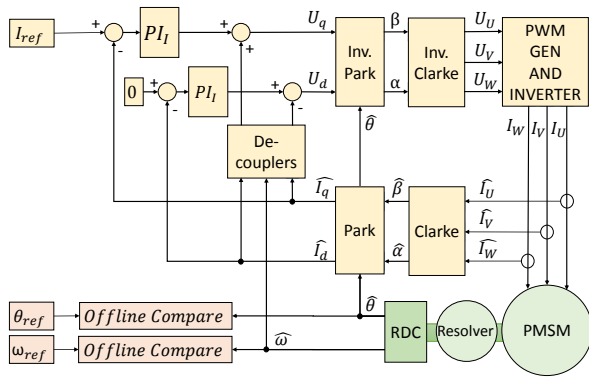 I_ref
+
-
PI_I
+
+
U_q
Inv.
Park
β
α
Inv.
Clarke
U_U
U_V
U_W
PWM
GEN
AND
INVERTER
0
+
-
PI_I
+
-
U_d
De-
couplers
θ̂
I_W I_V I_U
Î_q
Î_d
Park
β̂
α̂
Clarke
Î_U
Î_V
Î_W
θ_ref
Offline Compare
θ̂
ω_ref
Offline Compare
ω̂
RDC
Resolver
PMSM